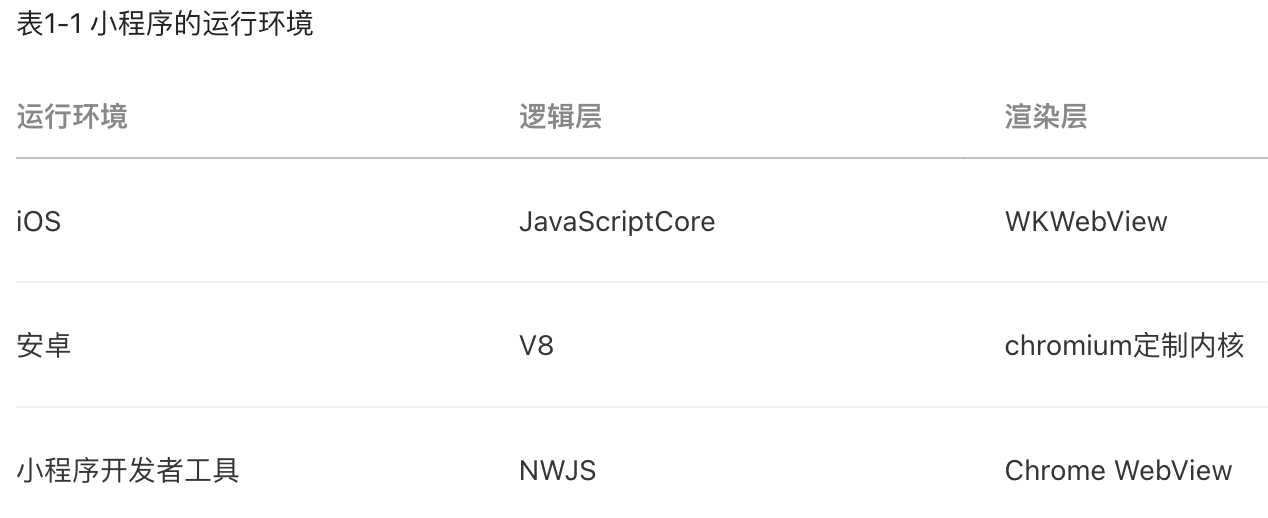 表1-1 小程序的运行环境
运行环境 逻辑层 渲染层
iOS JavaScriptCore WKWebView
安卓 V8 chromium定制内核
小程序开发者工具 NWJS Chrome WebView